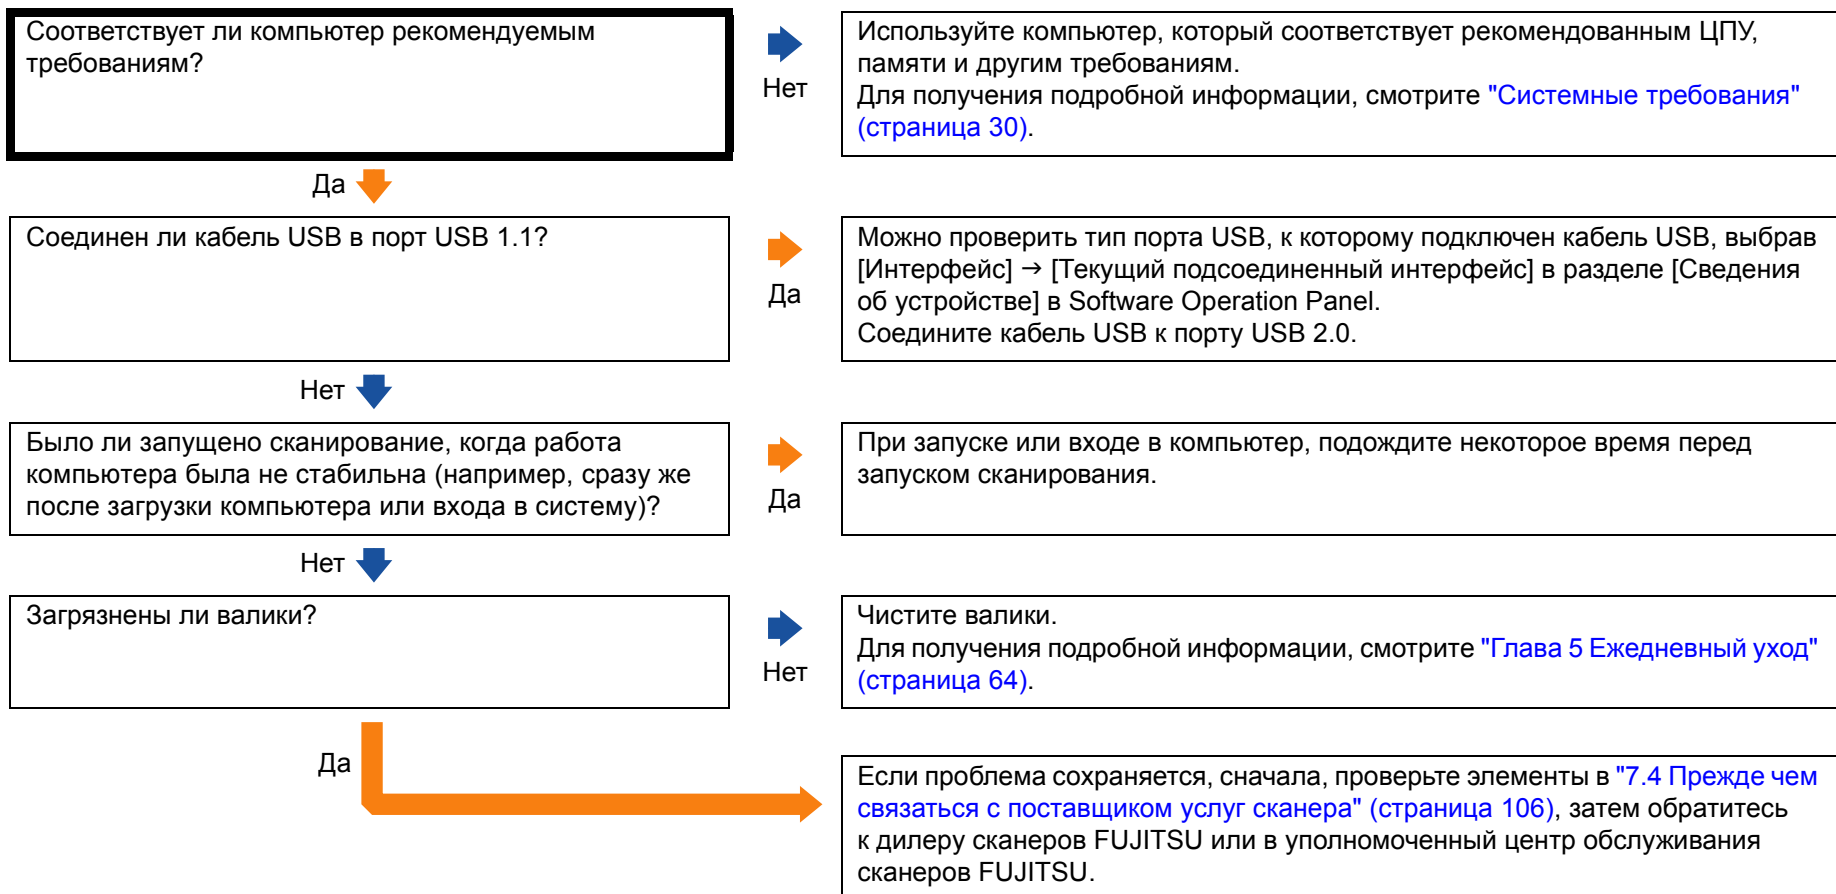 Соответствует ли компьютер рекомендуемым
требованиям?
Нет
Используйте компьютер, который соответствует рекомендованным ЦПУ,
памяти и другим требованиям.
Для получения подробной информации, смотрите "Системные требования"
(страница 30).
Да
Соединен ли кабель USB в порт USB 1.1?
Да
Можно проверить тип порта USB, к которому подключен кабель USB, выбрав
[Интерфейс] → [Текущий подсоединенный интерфейс] в разделе [Сведения
об устройстве] в Software Operation Panel.
Соедините кабель USB к порту USB 2.0.
Нет
Было ли запущено сканирование, когда работа
компьютера была не стабильна (например, сразу же
после загрузки компьютера или входа в систему)?
Да
При запуске или входе в компьютер, подождите некоторое время перед
запуском сканирования.
Нет
Загрязнены ли валики?
Нет
Чистите валики.
Для получения подробной информации, смотрите "Глава 5 Ежедневный уход"
(страница 64).
Да
Если проблема сохраняется, сначала, проверьте элементы в "7.4 Прежде чем
связаться с поставщиком услуг сканера" (страница 106), затем обратитесь
к дилеру сканеров FUJITSU или в уполномоченный центр обслуживания
сканеров FUJITSU.